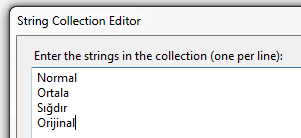 String Collection Editor
Enter the strings in the collection (one per line):
Normal
Ortala
Sığdır
Orijinal